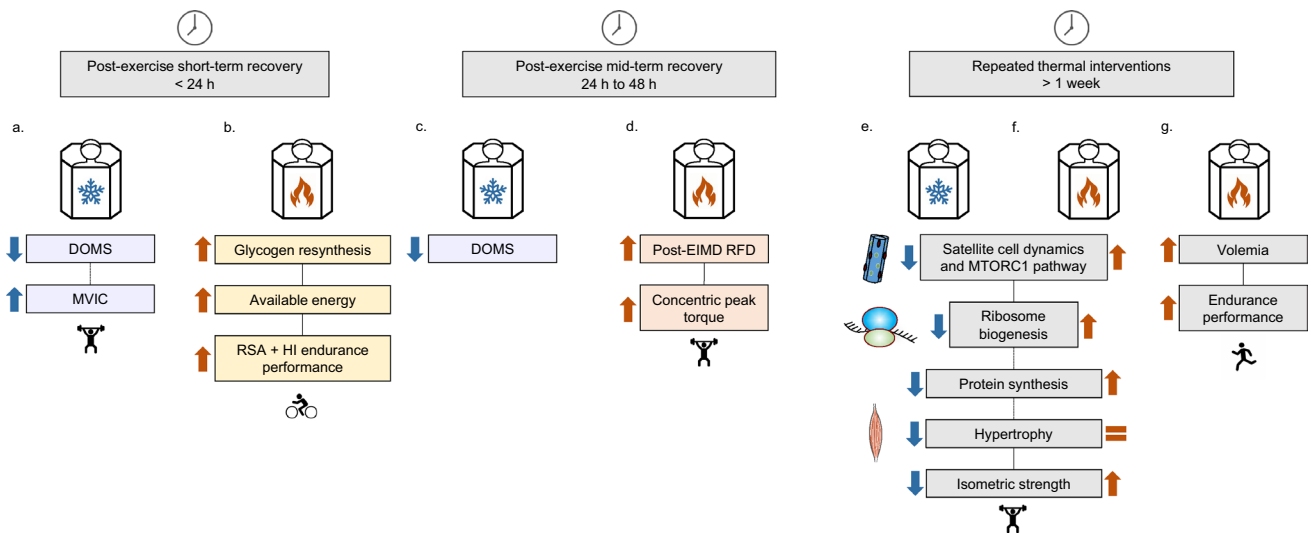 Post-exercise short-term recovery
< 24 h
Post-exercise mid-term recovery
24 h to 48 h
Repeated thermal interventions
> 1 week
a.
b.
c.
d.
e.
f.
g.
DOMS
MVIC
Glycogen resynthesis
Available energy
RSA + HI endurance
performance
DOMS
Post-EIMD RFD
Concentric peak
torque
Satellite cell dynamics
and MTORC1 pathway
Ribosome
biogenesis
Protein synthesis
Hypertrophy
=
Isometric strength
Volemia
Endurance
performance